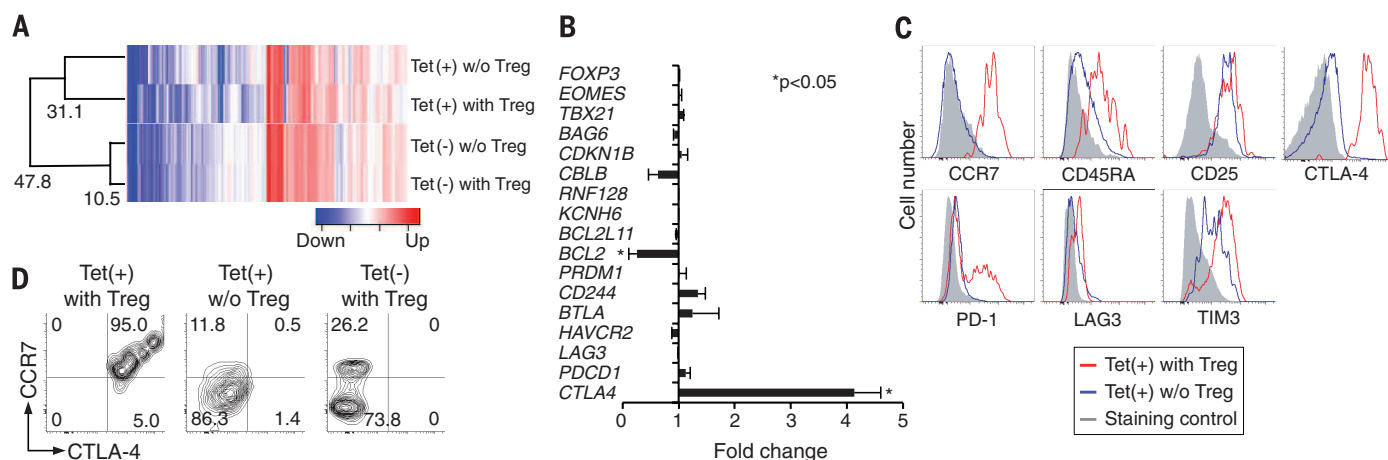 A
Tet(+) w/o Treg
Tet(+) with Treg
Tet(-) w/o Treg
Tet(-) with Treg
31.1
47.8
10.5
Down
Up
B
*p<0.05
FOXP3
EOMES
TBX21
BAG6
CDKN1B
CBLB
RNF128
KCNH6
BCL2L11
BCL2 *
PRDM1
CD244
BTLA
HAVCR2
LAG3
PDCD1
CTLA4 *
0 1 2 3 4 5
Fold change
C
Cell number
CCR7 CD45RA CD25 CTLA-4
PD-1 LAG3 TIM3
Tet(+) with Treg
Tet(+) w/o Treg
Staining control
D
Tet(+) with Treg
Tet(+) w/o Treg
Tet(-) with Treg
0 95.0 11.8 0.5 26.2 0
0 5.0 86.3 1.4 73.8 0
CCR7
CTLA-4